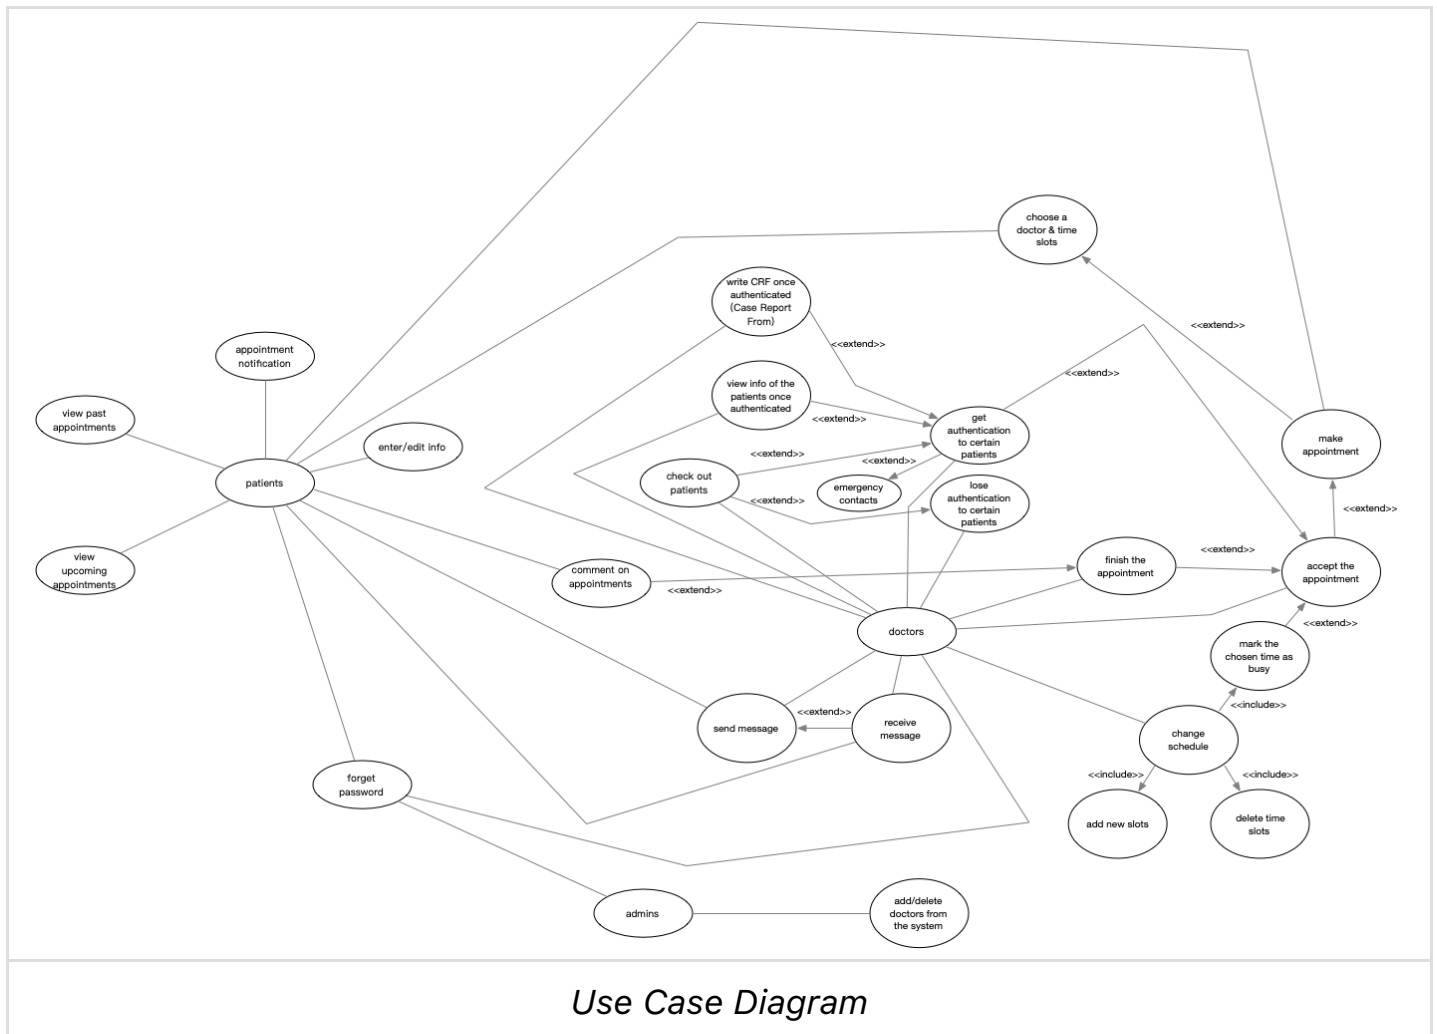 choose a
doctor & time
slots
write CRF once
authenticated
(Case Report
From)
<<extend>>
<<extend>>
appointment
notification
view info of the
patients once
authenticated
<<extend>>
view past
appointments
<<extend>>
get
authentication
to certain
patients
enter/edit info
make
appointment
<<extend>>
<<extend>>
patients
check out
patients
emergency
contacts
lose
authentication
to certain
patients
<<extend>>
<<extend>>
view
upcoming
appointments
comment on
appointments
<<extend>>
finish the
appointment
<<extend>>
accept the
appointment
doctors
<<extend>>
mark the
chosen time as
busy
<<include>>
send message
<<extend>>
receive
message
change
schedule
forget
password
<<include>>
<<include>>
add new slots
delete time
slots
admins
add/delete
doctors from
the system
Use Case Diagram